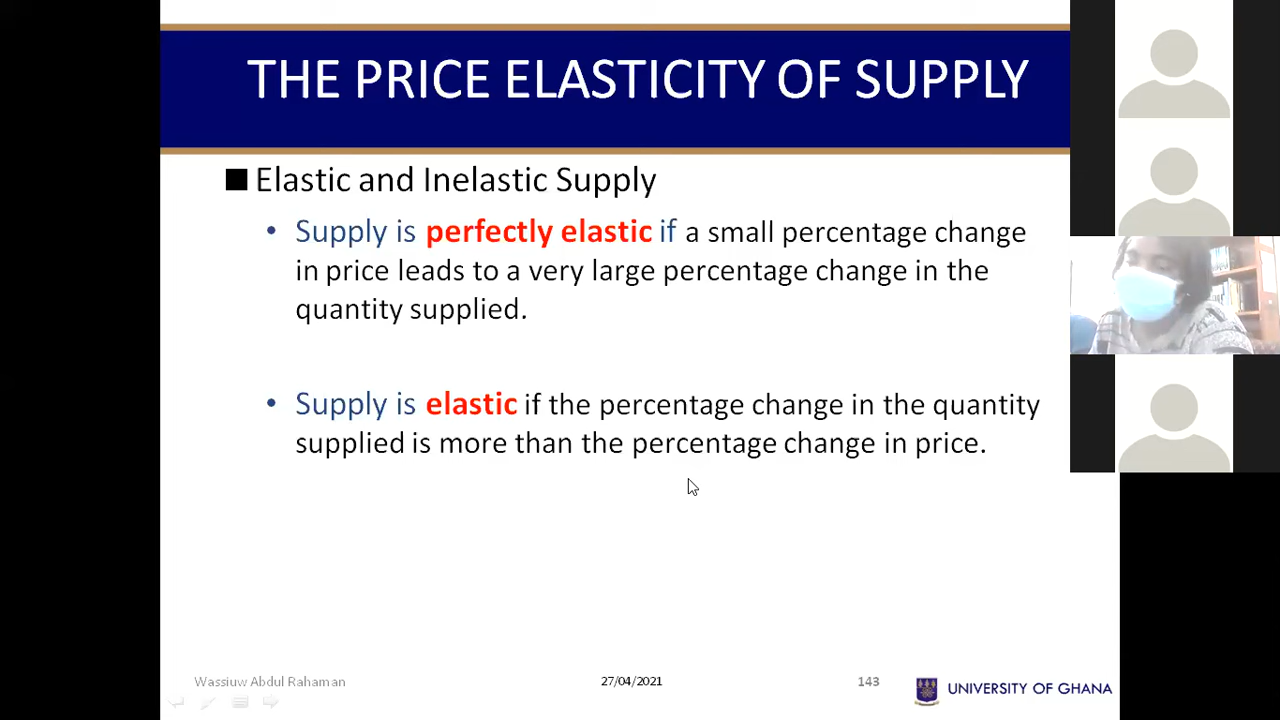 THE PRICE ELASTICITY OF SUPPLY
Elastic and Inelastic Supply
• Supply is perfectly elastic if a small percentage change
in price leads to a very large percentage change in the
quantity supplied.
• Supply is elastic if the percentage change in the quantity
supplied is more than the percentage change in price.
Wassiuw Abdul Rahaman
27/04/2021
143
UNIVERSITY OF GHANA